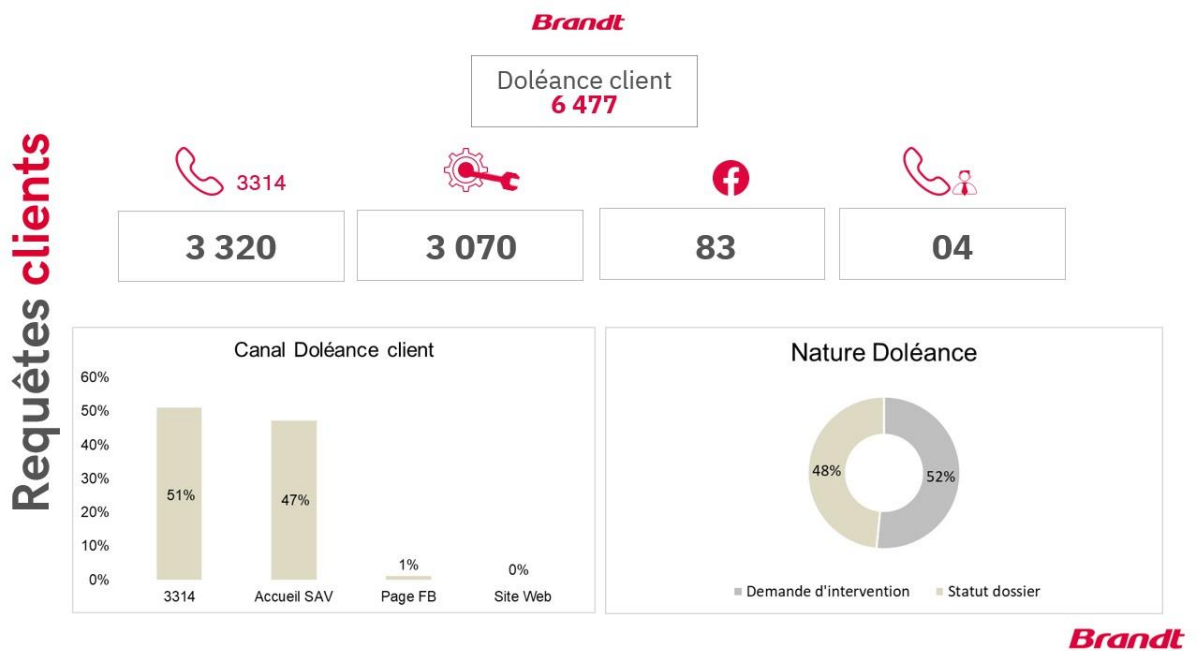 Brandt
Doléance client
6 477
Requêtes clients
3314
3 320
3 070
83
04
Canal Doléance client
60%
50%
40%
30%
20%
10%
0%
51%
47%
1%
0%
3314
Accueil SAV
Page FB
Site Web
Nature Doléance
48%
52%
Demande d'intervention
Statut dossier
Brandt